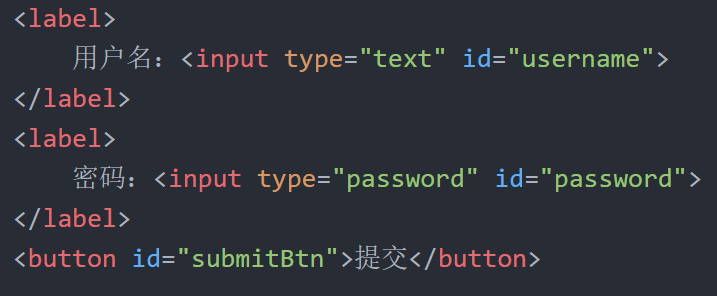 <label>
    用户名：<input type="text" id="username">
</label>
<label>
    密码：<input type="password" id="password">
</label>
<button id="submitBtn">提交</button>